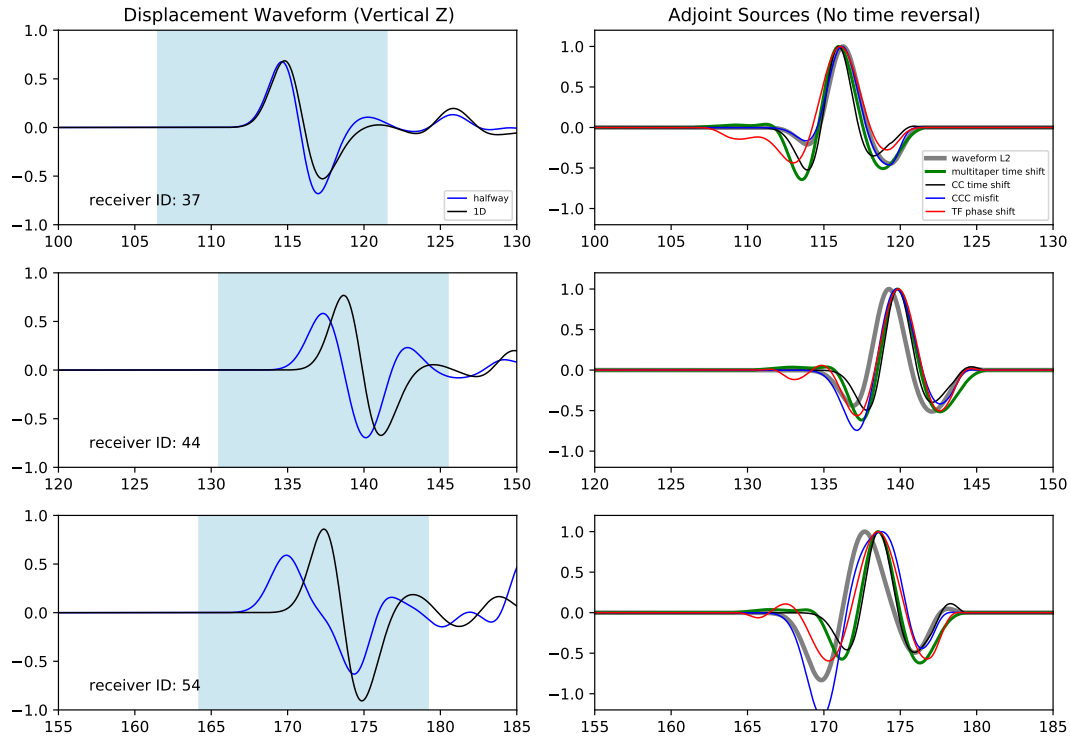 Displacement Waveform (Vertical Z)
Adjoint Sources (No time reversal)
1.0
0.5
0.0
−0.5
−1.0
receiver ID: 37
halfway
1D
100 105 110 115 120 125 130
1.0
0.5
0.0
−0.5
−1.0
waveform L2
multitaper time shift
CC time shift
CCC misfit
TF phase shift
100 105 110 115 120 125 130
1.0
0.5
0.0
−0.5
−1.0
receiver ID: 44
120 125 130 135 140 145 150
1.0
0.5
0.0
−0.5
−1.0
120 125 130 135 140 145 150
1.0
0.5
0.0
−0.5
−1.0
receiver ID: 54
155 160 165 170 175 180 185
1.0
0.5
0.0
−0.5
−1.0
155 160 165 170 175 180 185